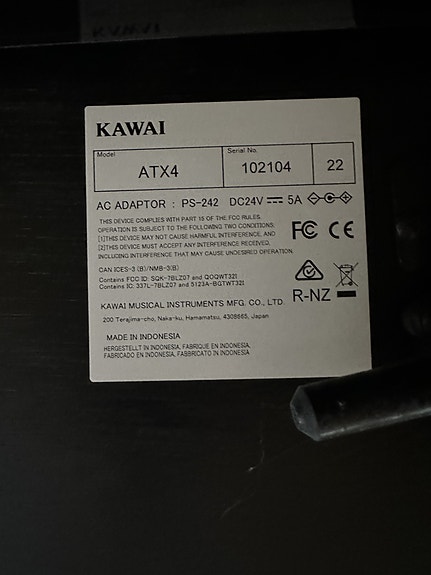 KAWAI
Model
Serial No.
ATX4
102104
22
AC ADAPTOR : PS-242 DC24V 5A
THIS DEVICE COMPLIES WITH PART 15 OF THE FCC RULES.
OPERATION IS SUBJECT TO THE FOLLOWING TWO CONDITIONS:
[1]THIS DEVICE MAY NOT CAUSE HARMFUL INTERFERENCE, AND
[2]THIS DEVICE MUST ACCEPT ANY INTERFERENCE RECEIVED,
INCLUDING INTERFERENCE THAT MAY CAUSE UNDESIRED OPERATION.
FC CE
CAN ICES-3 (B)/NMB-3(B)
Contains FCC ID: SQK-7BLZ07 and QOQWT32I
Contains IC: 337L-7BLZ07 and 5123A-BGTWT32I
R-NZ
KAWAI MUSICAL INSTRUMENTS MFG. CO., LTD.
200 Terajima-cho, Naka-ku, Hamamatsu, 4308665, Japan
MADE IN INDONESIA
HERGESTELLT IN INDONESIA, FABRIQUE EN INDONESIE,
FABRICADO EN INDONESIA, FABBRICATO IN INDONESIA